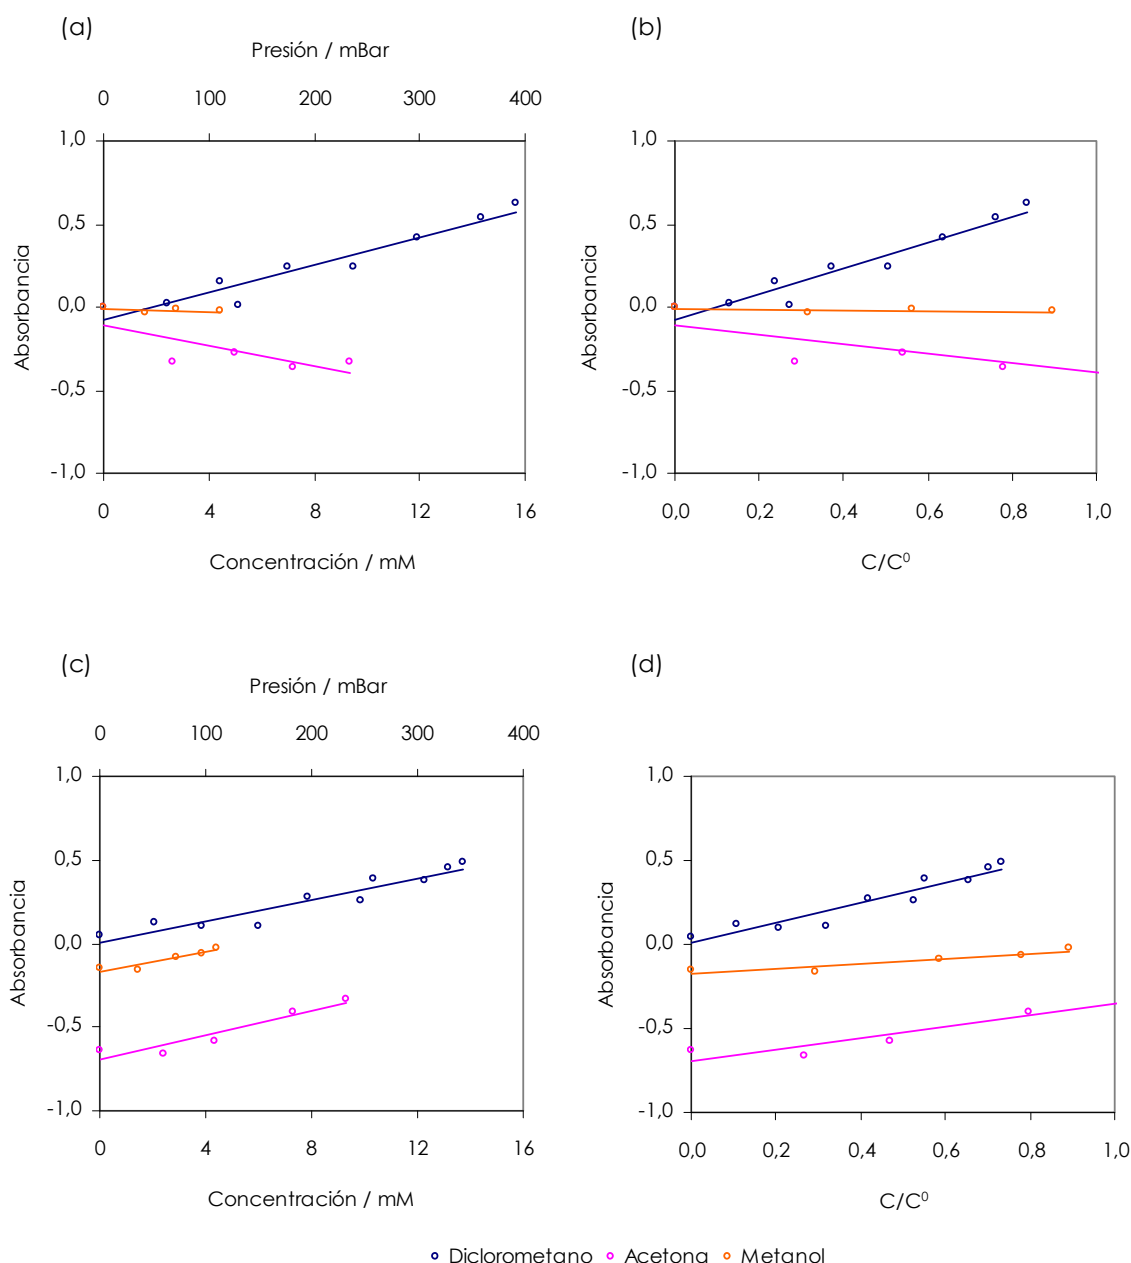 (a)
(b)
Presión / mBar
0 100 200 300 400
1,0
0,5
0,0
-0,5
-1,0
Absorbancia
0 4 8 12 16
Concentración / mM
1,0
0,5
0,0
-0,5
-1,0
Absorbancia
0,0 0,2 0,4 0,6 0,8 1,0
C/C⁰
(c)
(d)
Presión / mBar
0 100 200 300 400
1,0
0,5
0,0
-0,5
-1,0
Absorbancia
0 4 8 12 16
Concentración / mM
1,0
0,5
0,0
-0,5
-1,0
Absorbancia
0,0 0,2 0,4 0,6 0,8 1,0
C/C⁰
Diclorometano Acetona Metanol